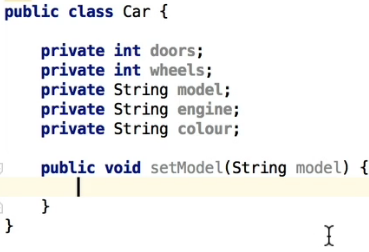 public class Car {
private int doors;
private int wheels;
private String model;
private String engine;
private String colour;
public void setModel(String model) {
}
}